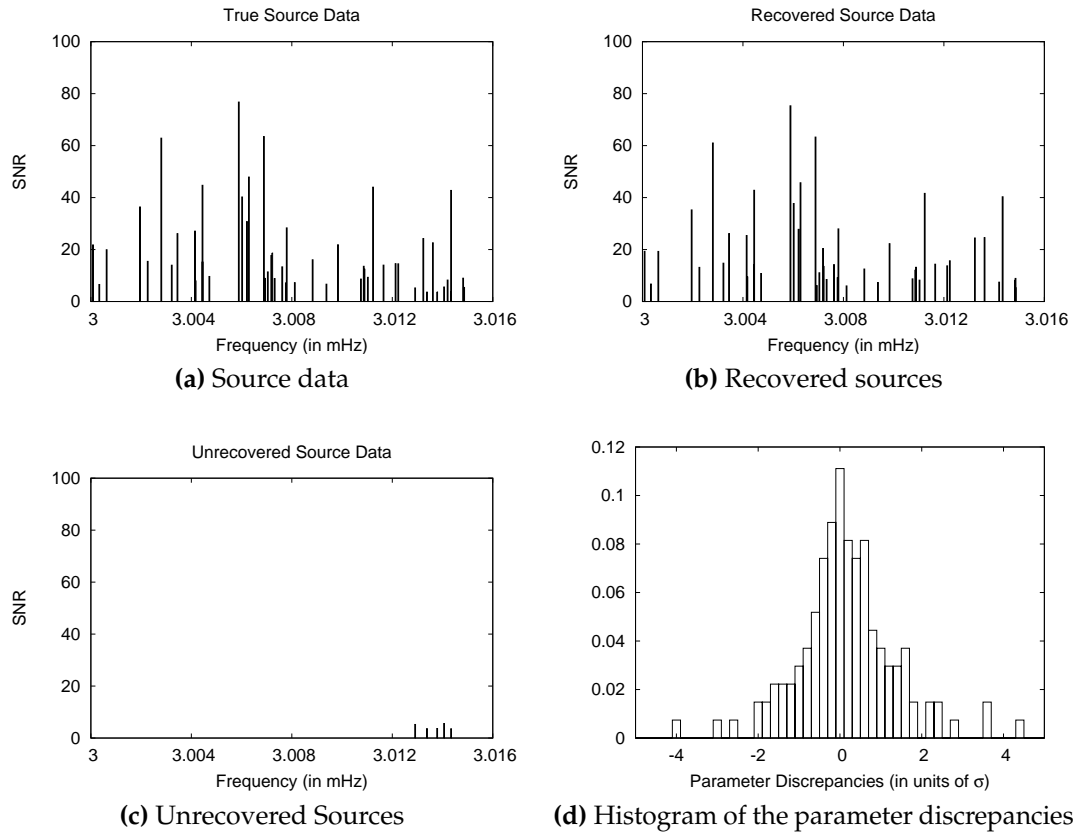 True Source Data
100
80
60
40
20
0
SNR
3 3.004 3.008 3.012 3.016
Frequency (in mHz)
(a) Source data
Recovered Source Data
100
80
60
40
20
0
SNR
3 3.004 3.008 3.012 3.016
Frequency (in mHz)
(b) Recovered sources
Unrecovered Source Data
100
80
60
40
20
0
SNR
3 3.004 3.008 3.012 3.016
Frequency (in mHz)
(c) Unrecovered Sources
0.12
0.1
0.08
0.06
0.04
0.02
0
-4 -2 0 2 4
Parameter Discrepancies (in units of σ)
(d) Histogram of the parameter discrepancies